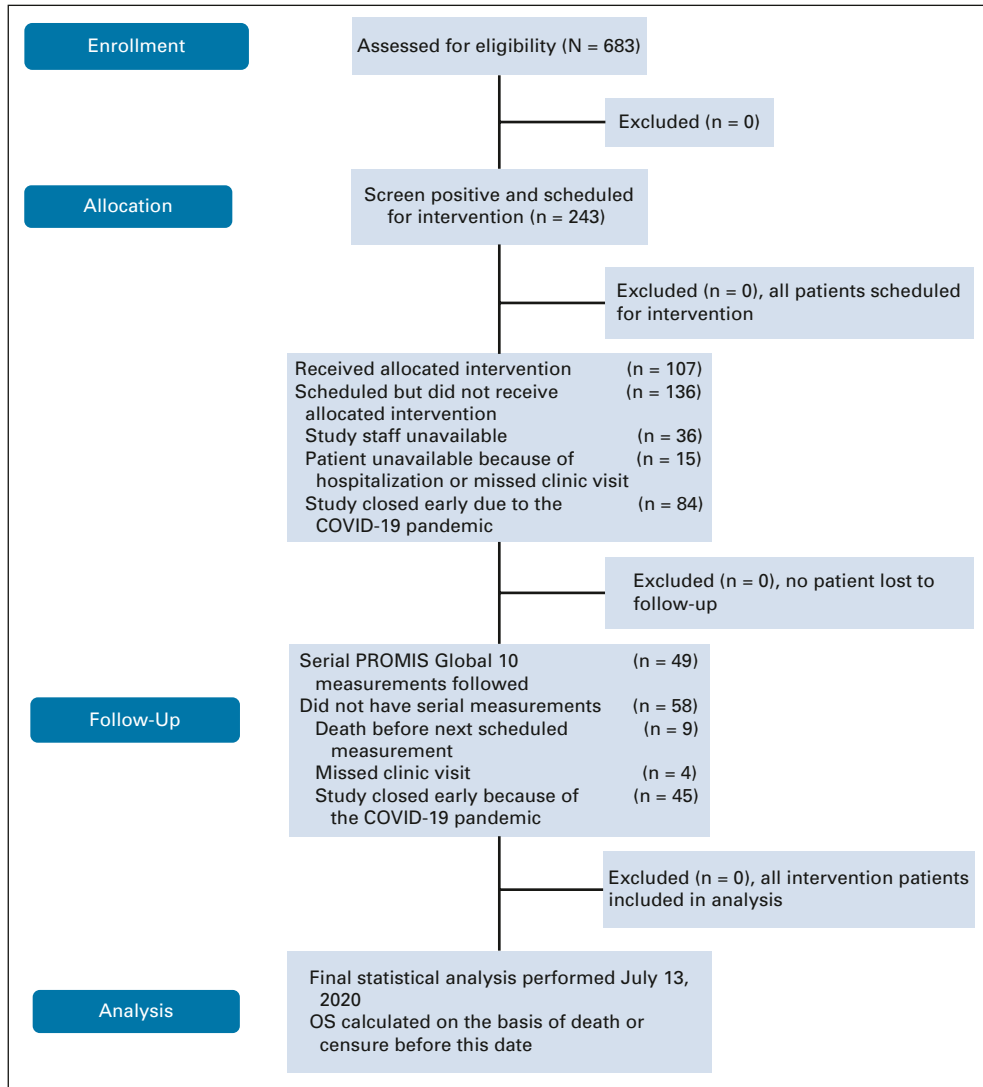 Enrollment
Assessed for eligibility (N = 683)
Excluded (n = 0)
Allocation
Screen positive and scheduled
for intervention (n = 243)
Excluded (n = 0), all patients scheduled
for intervention
Received allocated intervention (n = 107)
Scheduled but did not receive (n = 136)
allocated intervention
Study staff unavailable (n = 36)
Patient unavailable because of (n = 15)
hospitalization or missed clinic visit
Study closed early due to the (n = 84)
COVID-19 pandemic
Excluded (n = 0), no patient lost to
follow-up
Follow-Up
Serial PROMIS Global 10 (n = 49)
measurements followed
Did not have serial measurements (n = 58)
Death before next scheduled (n = 9)
measurement
Missed clinic visit (n = 4)
Study closed early because of (n = 45)
the COVID-19 pandemic
Excluded (n = 0), all intervention patients
included in analysis
Analysis
Final statistical analysis performed July 13,
2020
OS calculated on the basis of death or
censure before this date